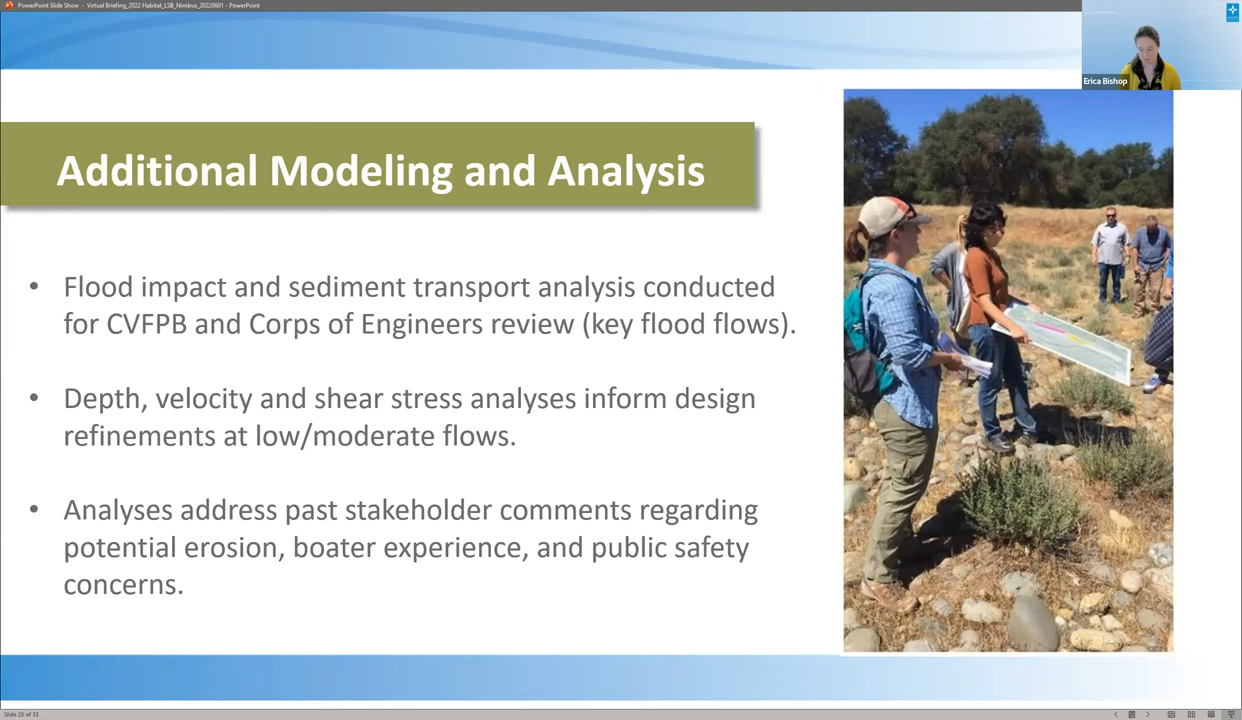 PowerPoint Slide Show - Virtual Briefing_2022 Habitat_LSB_Nimbus_20220601 - PowerPoint
Erica Bishop
Additional Modeling and Analysis
• Flood impact and sediment transport analysis conducted
for CVFPB and Corps of Engineers review (key flood flows).
• Depth, velocity and shear stress analyses inform design
refinements at low/moderate flows.
• Analyses address past stakeholder comments regarding
potential erosion, boater experience, and public safety
concerns.
Slide 25 of 33